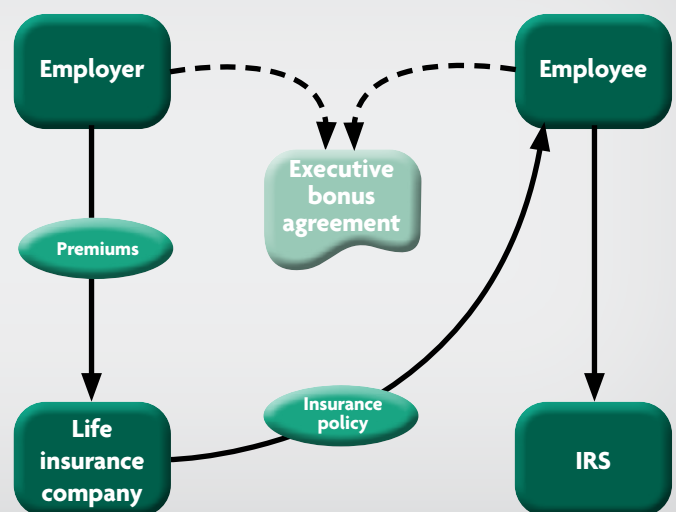 Employer
Employee
Executive
bonus
agreement
Premiums
Insurance
policy
Life
insurance
company
IRS